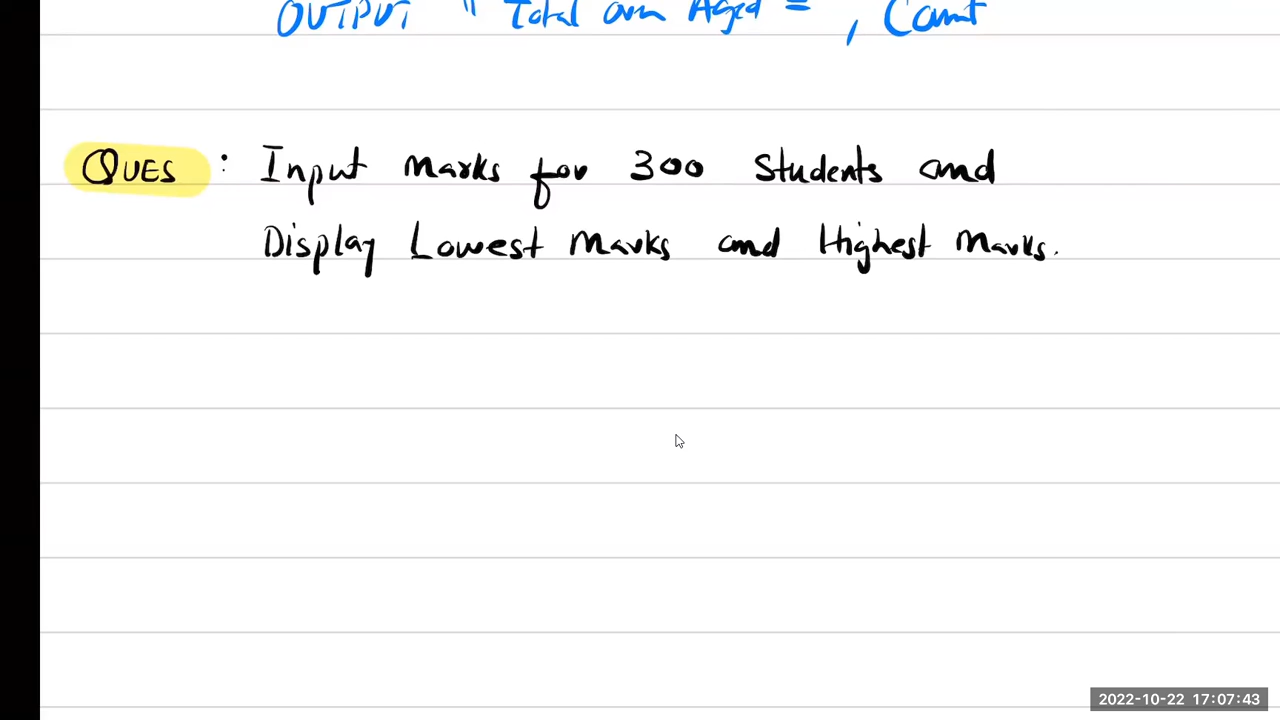 OUTPUT " Total over Aged = , Count
QUES : Input Marks for 300 Students and
Display Lowest Marks and Highest Marks.
2022-10-22 17:07:43